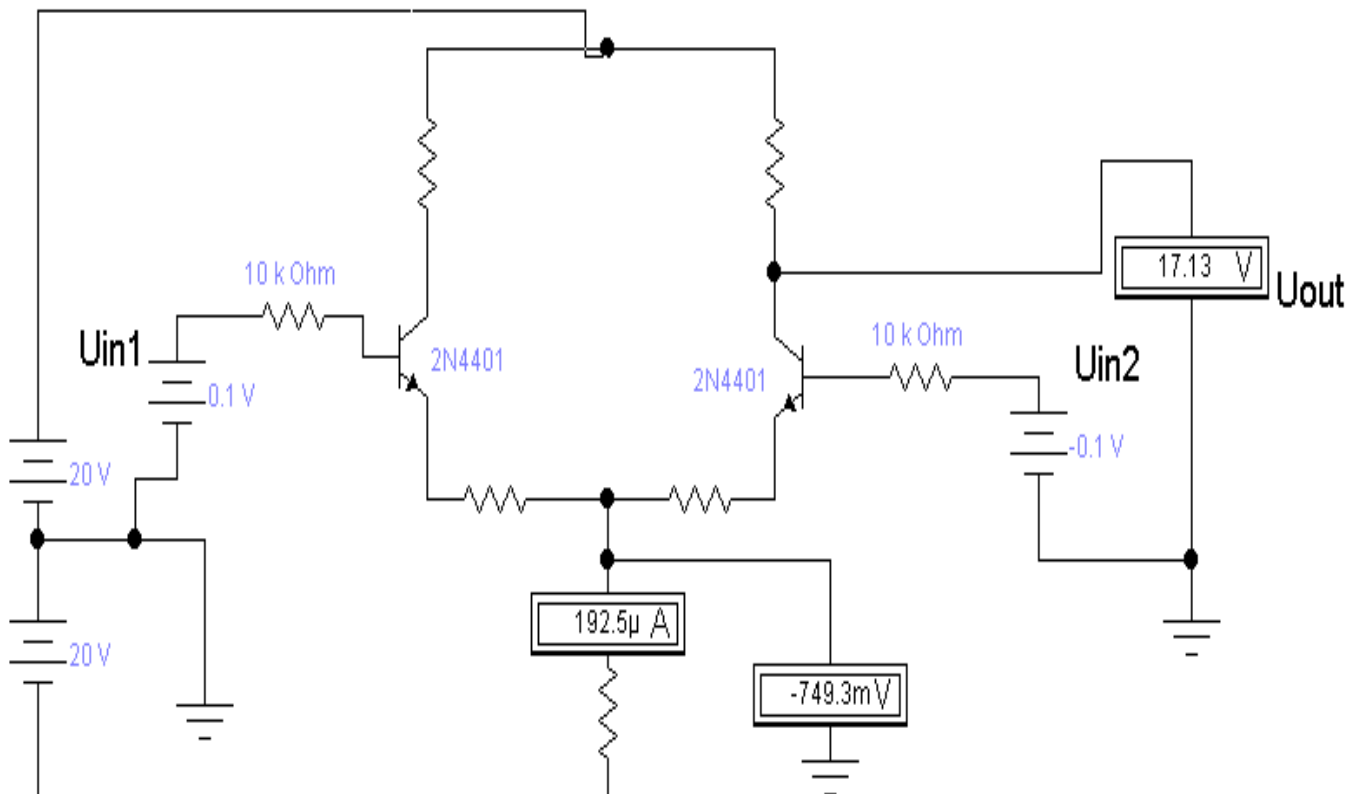 10 k Ohm
Uin1
2N4401
0.1 V
20 V
20 V
17.13 V
Uout
10 k Ohm
2N4401
Uin2
-0.1 V
192.5µ A
-749.3mV